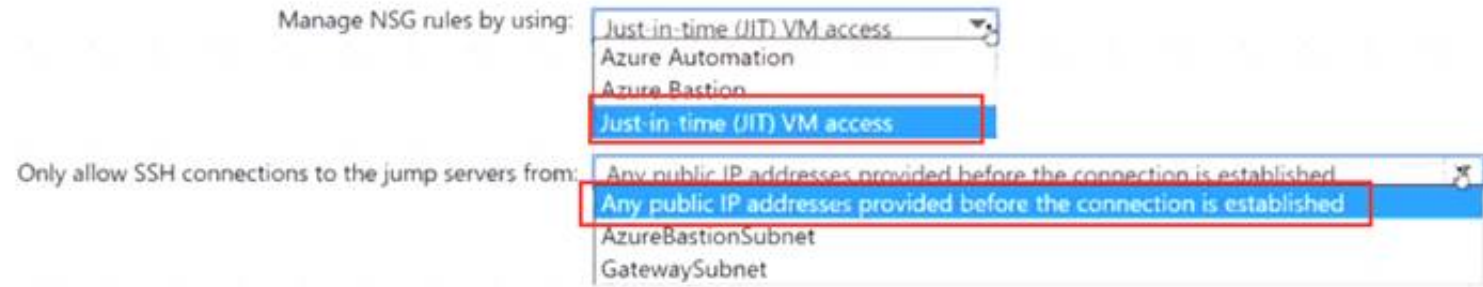 Manage NSG rules by using: Just-in-time (JIT) VM access
Azure Automation
Azure Bastion
Just-in-time (JIT) VM access
Only allow SSH connections to the jump servers from: Any public IP addresses provided before the connection is established
Any public IP addresses provided before the connection is established
AzureBastionSubnet
GatewaySubnet